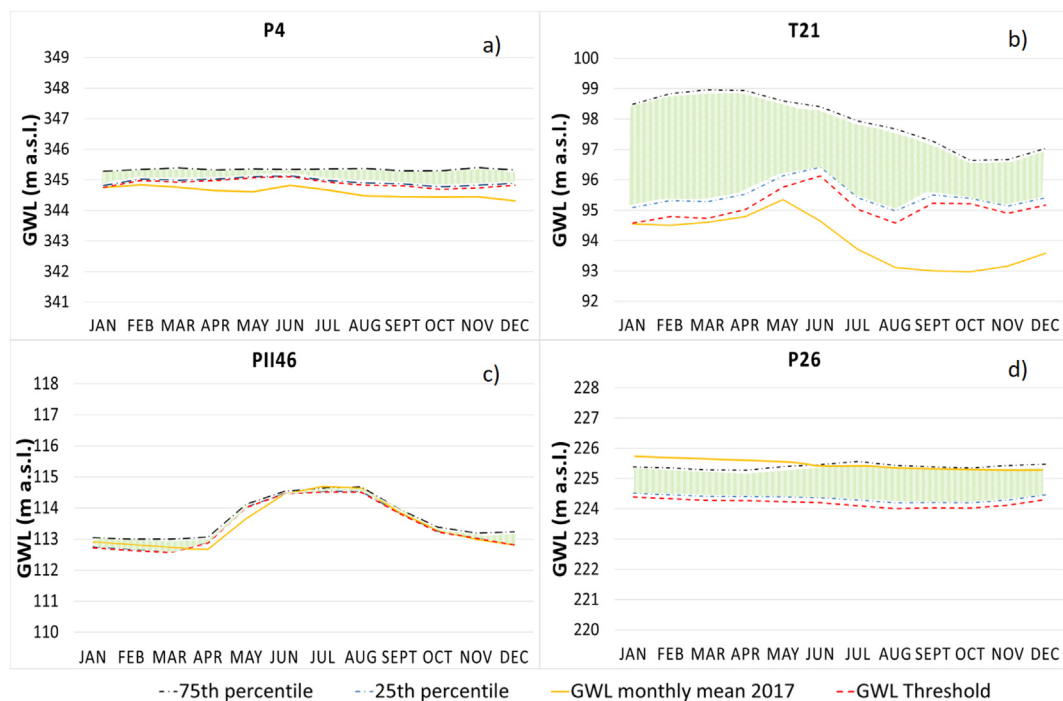 P4
a)
GWL (m a.s.l.)
349
348
347
346
345
344
343
342
341
JAN FEB MAR APR MAY JUN JUL AUG SEPT OCT NOV DEC
T21
b)
GWL (m a.s.l.)
100
99
98
97
96
95
94
93
92
JAN FEB MAR APR MAY JUN JUL AUG SEPT OCT NOV DEC
PII46
c)
GWL (m a.s.l.)
118
117
116
115
114
113
112
111
110
JAN FEB MAR APR MAY JUN JUL AUG SEPT OCT NOV DEC
P26
d)
GWL (m a.s.l.)
228
227
226
225
224
223
222
221
220
JAN FEB MAR APR MAY JUN JUL AUG SEPT OCT NOV DEC
75th percentile 25th percentile GWL monthly mean 2017 GWL Threshold